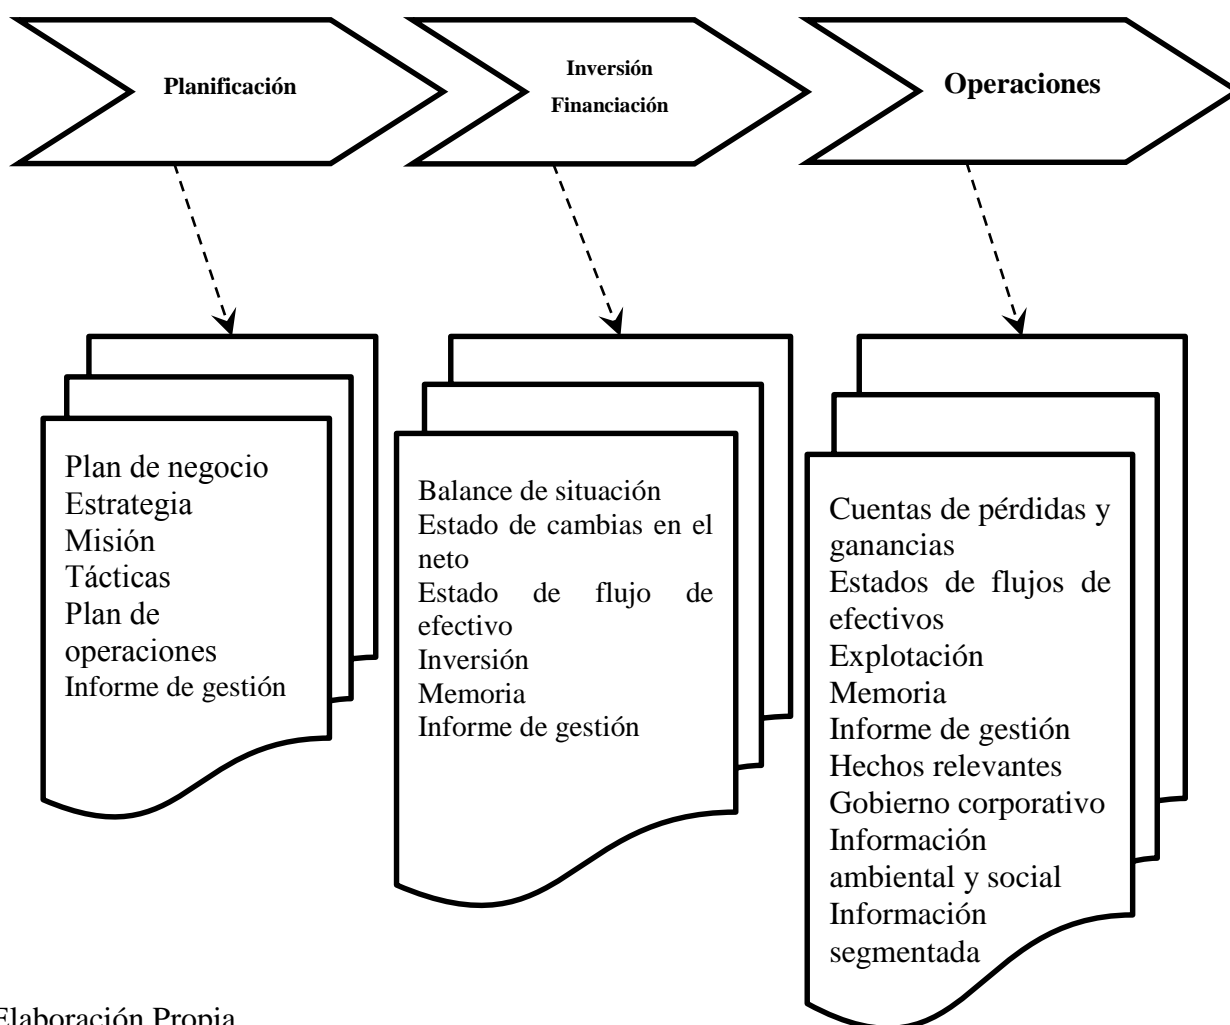 Planificación
Inversión
Financiación
Operaciones
Plan de negocio
Estrategia
Misión
Tácticas
Plan de
operaciones
Informe de gestión
Balance de situación
Estado de cambias en el
neto
Estado de flujo de
efectivo
Inversión
Memoria
Informe de gestión
Cuentas de pérdidas y
ganancias
Estados de flujos de
efectivos
Explotación
Memoria
Informe de gestión
Hechos relevantes
Gobierno corporativo
Información
ambiental y social
Información
segmentada
Elaboración Propia